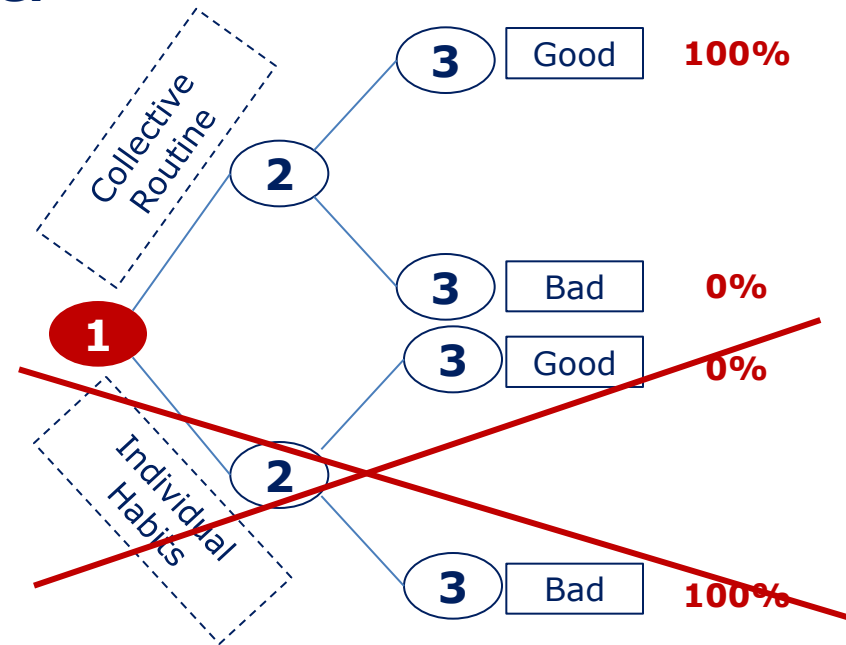 Collective
Routine
3 Good 100%
2
3 Bad 0%
1
3 Good 0%
Individual
Habits
2
3 Bad 100%